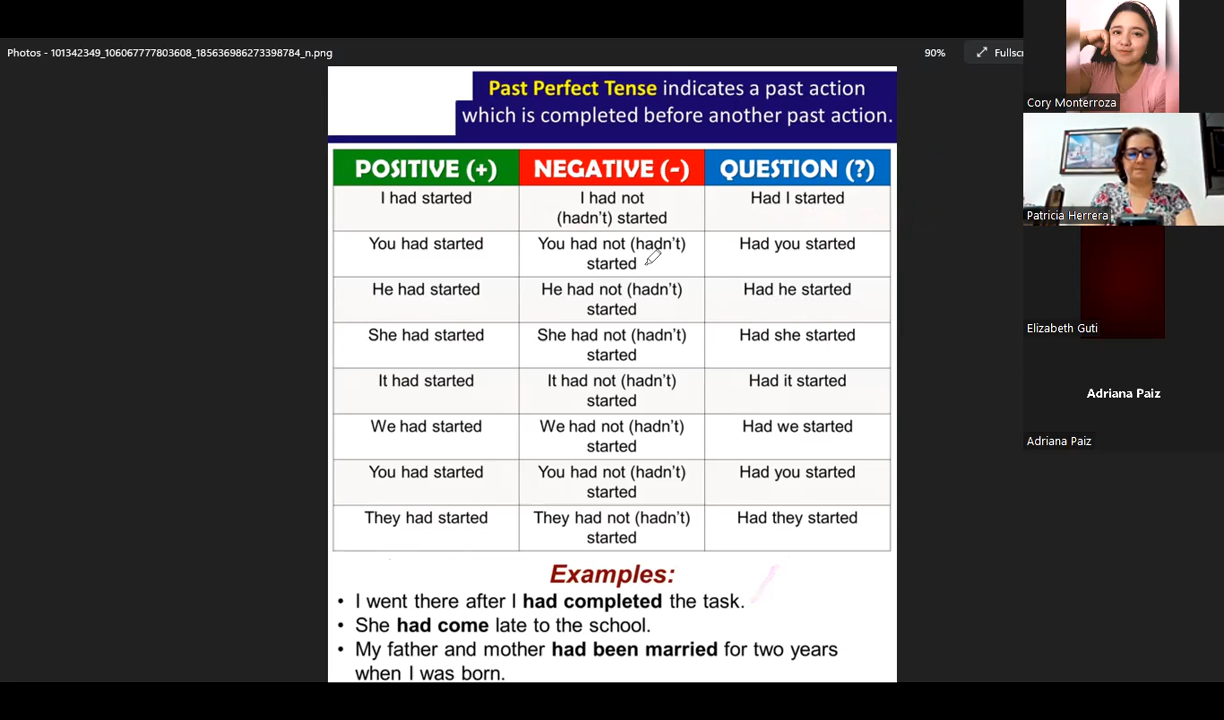 Photos - 101342349_106067777803608_185636986273398784_n.png
90%
Fullscr
Past Perfect Tense indicates a past action
which is completed before another past action.
POSITIVE (+) NEGATIVE (-) QUESTION (?)
I had started I had not Had I started
(hadn't) started
You had started You had not (hadn't) Had you started
started
He had started He had not (hadn't) Had he started
started
She had started She had not (hadn't) Had she started
started
It had started It had not (hadn't) Had it started
started
We had started We had not (hadn't) Had we started
started
You had started You had not (hadn't) Had you started
started
They had started They had not (hadn't) Had they started
started
Examples:
• I went there after I had completed the task.
• She had come late to the school.
• My father and mother had been married for two years
when I was born.
Cory Monterroza
Patricia Herrera
Elizabeth Guti
Adriana Paiz
Adriana Paiz